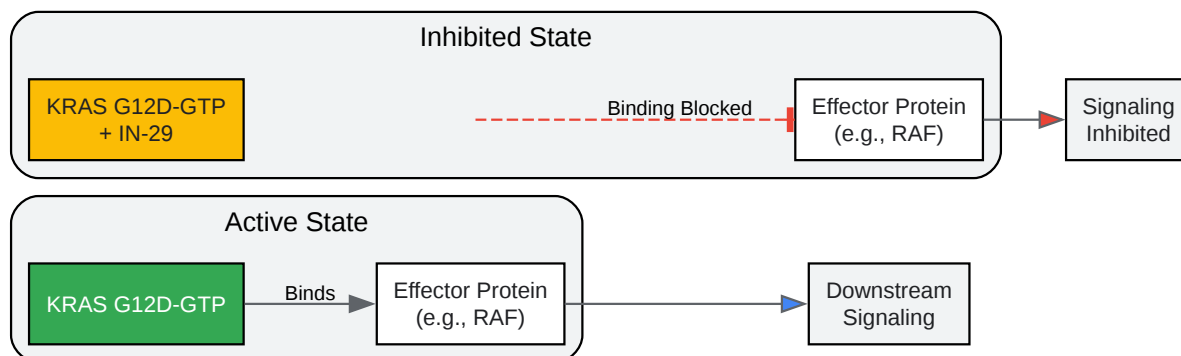 Inhibited State
KRAS G12D-GTP
+ IN-29
Binding Blocked
Effector Protein
(e.g., RAF)
Signaling
Inhibited
Active State
KRAS G12D-GTP
Binds
Effector Protein
(e.g., RAF)
Downstream
Signaling